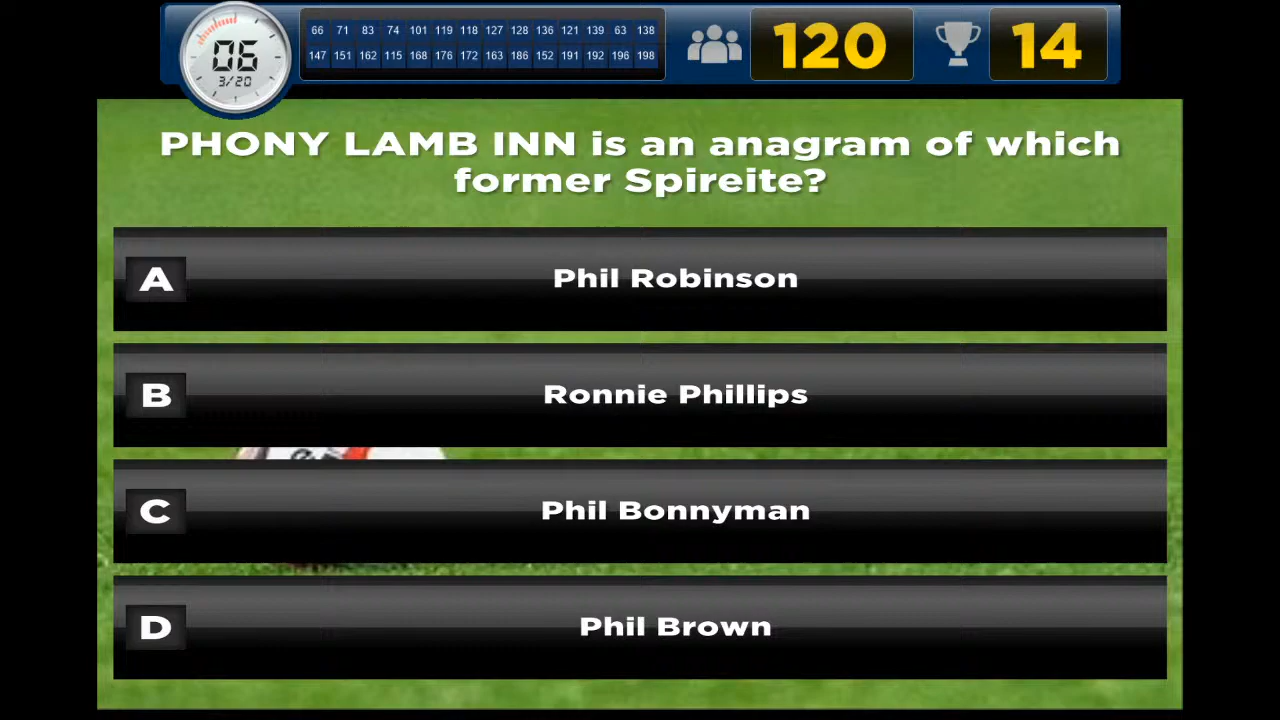 06
3/20
66 71 83 74 101 119 118 127 128 136 121 139 63 138
147 151 162 115 168 176 172 163 186 152 191 192 196 198
120
14
PHONY LAMB INN is an anagram of which
former Spireite?
A Phil Robinson
B Ronnie Phillips
C Phil Bonnyman
D Phil Brown